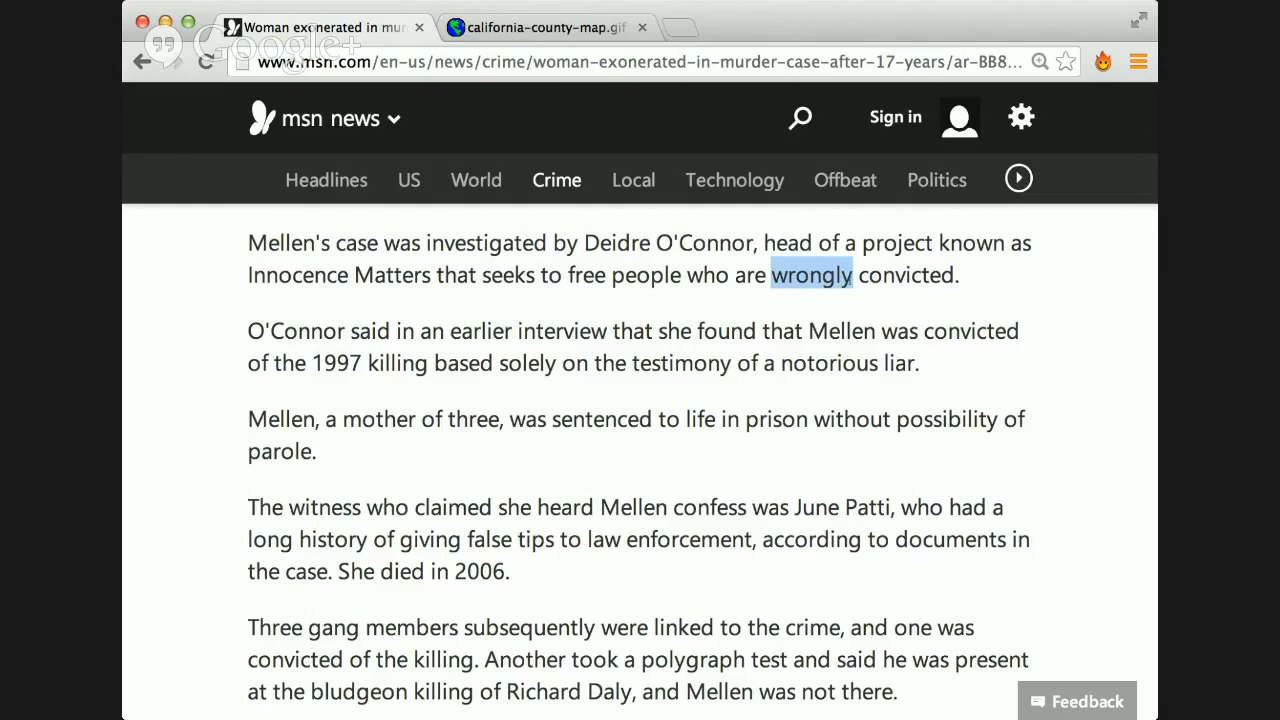 Woman exonerated in mur
california-county-map.gif
Google+
www.msn.com/en-us/news/crime/woman-exonerated-in-murder-case-after-17-years/ar-BB8...
msn news
Sign in
Headlines US World Crime Local Technology Offbeat Politics
Mellen's case was investigated by Deidre O'Connor, head of a project known as
Innocence Matters that seeks to free people who are wrongly convicted.
O'Connor said in an earlier interview that she found that Mellen was convicted
of the 1997 killing based solely on the testimony of a notorious liar.
Mellen, a mother of three, was sentenced to life in prison without possibility of
parole.
The witness who claimed she heard Mellen confess was June Patti, who had a
long history of giving false tips to law enforcement, according to documents in
the case. She died in 2006.
Three gang members subsequently were linked to the crime, and one was
convicted of the killing. Another took a polygraph test and said he was present
at the bludgeon killing of Richard Daly, and Mellen was not there.
Feedback